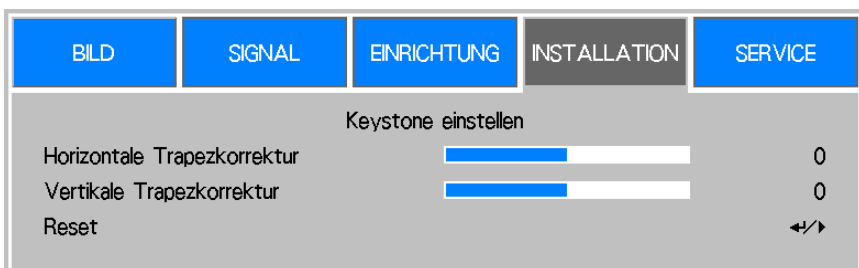 BILD SIGNAL EINRICHTUNG INSTALLATION SERVICE
Keystone einstellen
Horizontale Trapezkorrektur 0
Vertikale Trapezkorrektur 0
Reset ↵/▶